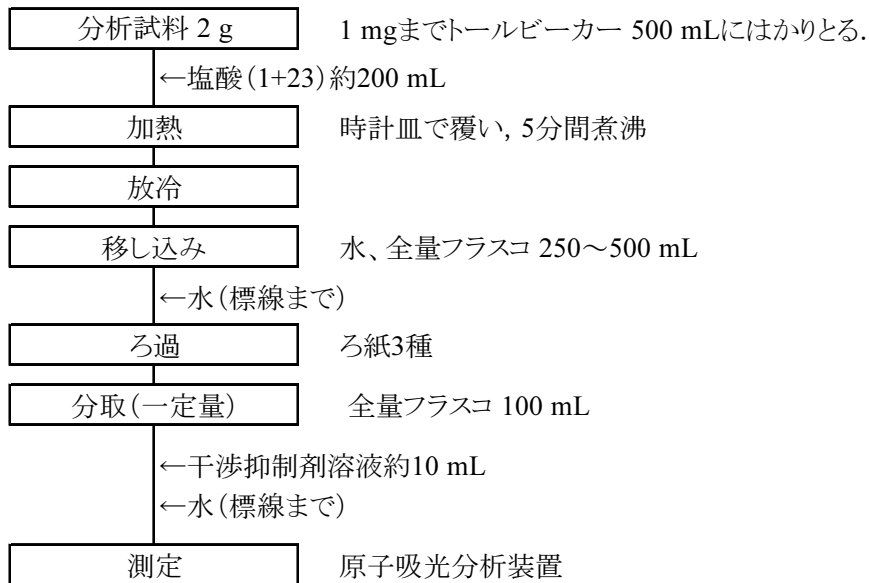 分析試料 2 g 1 mgまでトールビーカー 500 mLにはかりとる.
←塩酸（1+23）約200 mL
加熱 時計皿で覆い, 5分間煮沸
放冷
移し込み 水、全量フラスコ 250～500 mL
←水（標線まで）
ろ過 ろ紙3種
分取（一定量） 全量フラスコ 100 mL
←干渉抑制剤溶液約10 mL
←水（標線まで）
測定 原子吸光分析装置